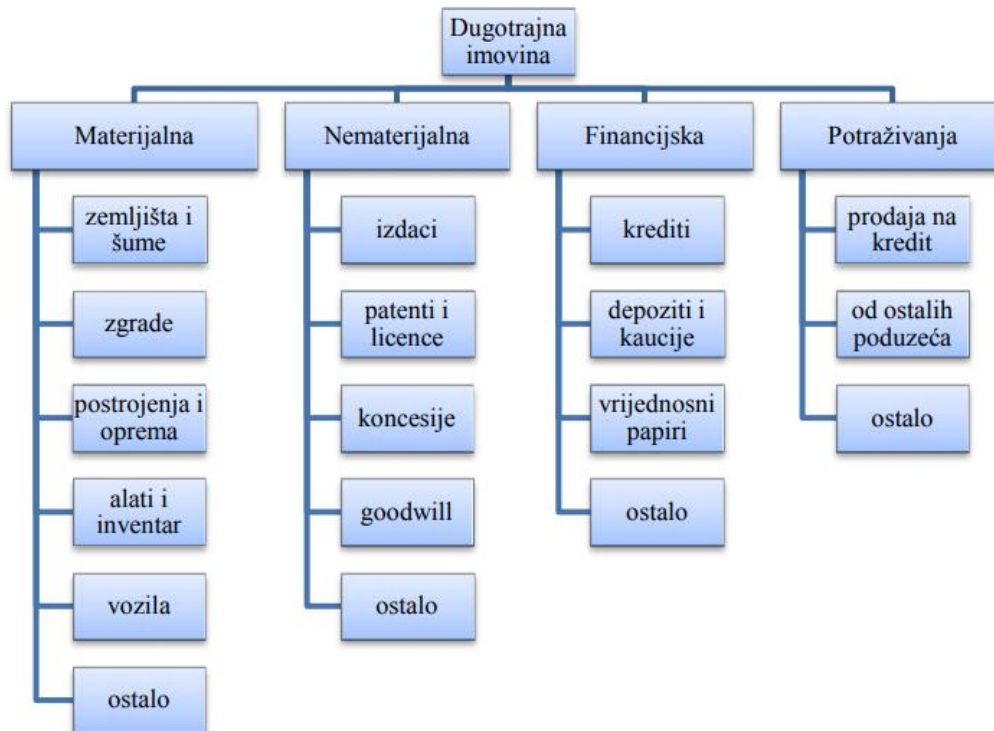 Dugotrajna
imovina
Materijalna
zemljišta i
šume
zgrade
postrojenja i
oprema
alati i
inventar
vozila
ostalo
Nematerijalna
izdaci
patenti i
licence
koncesije
goodwill
ostalo
Financijska
krediti
depoziti i
kaucije
vrijednosni
papiri
ostalo
Potraživanja
prodaja na
kredit
od ostalih
poduzeća
ostalo